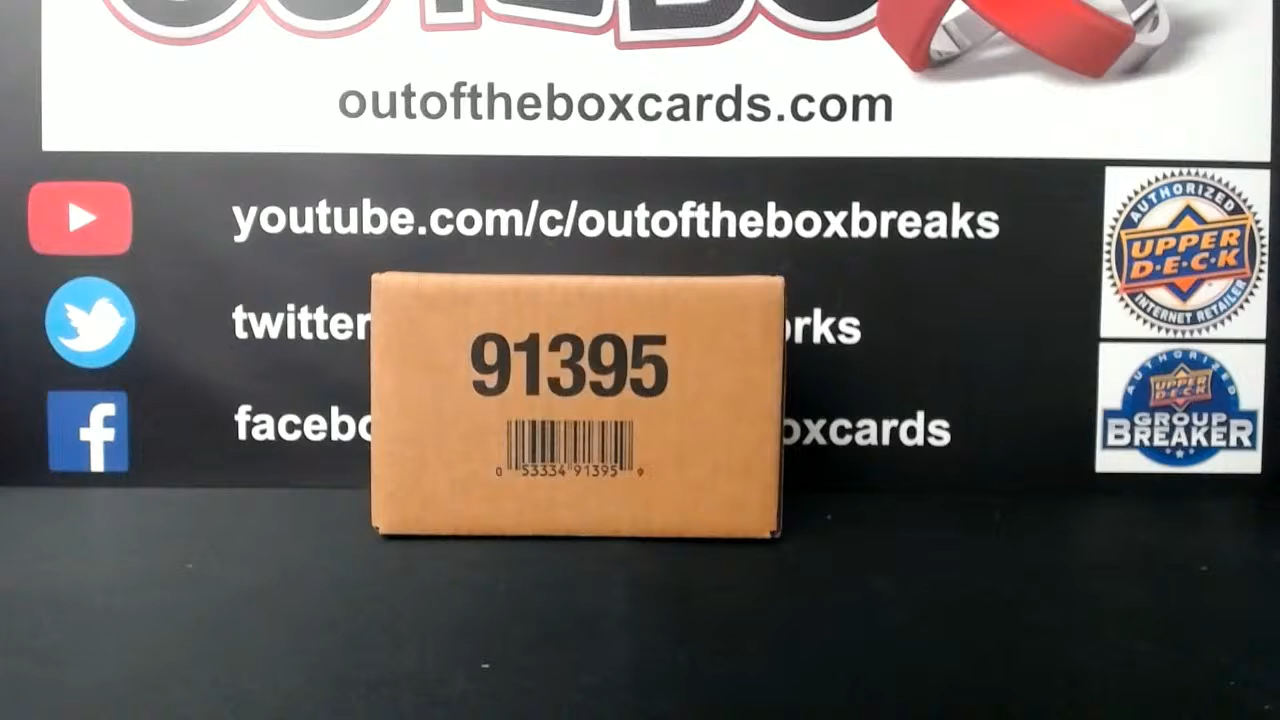 outoftheboxcards.com
youtube.com/c/outoftheboxbreaks
twitter
rks
facebo
oxcards
91395
0 53334 91395 9
AUTHORIZED
UPPER
D·E·C·K
INTERNET RETAILER
AUTHORIZED
UPPER
DECK
GROUP
BREAKER